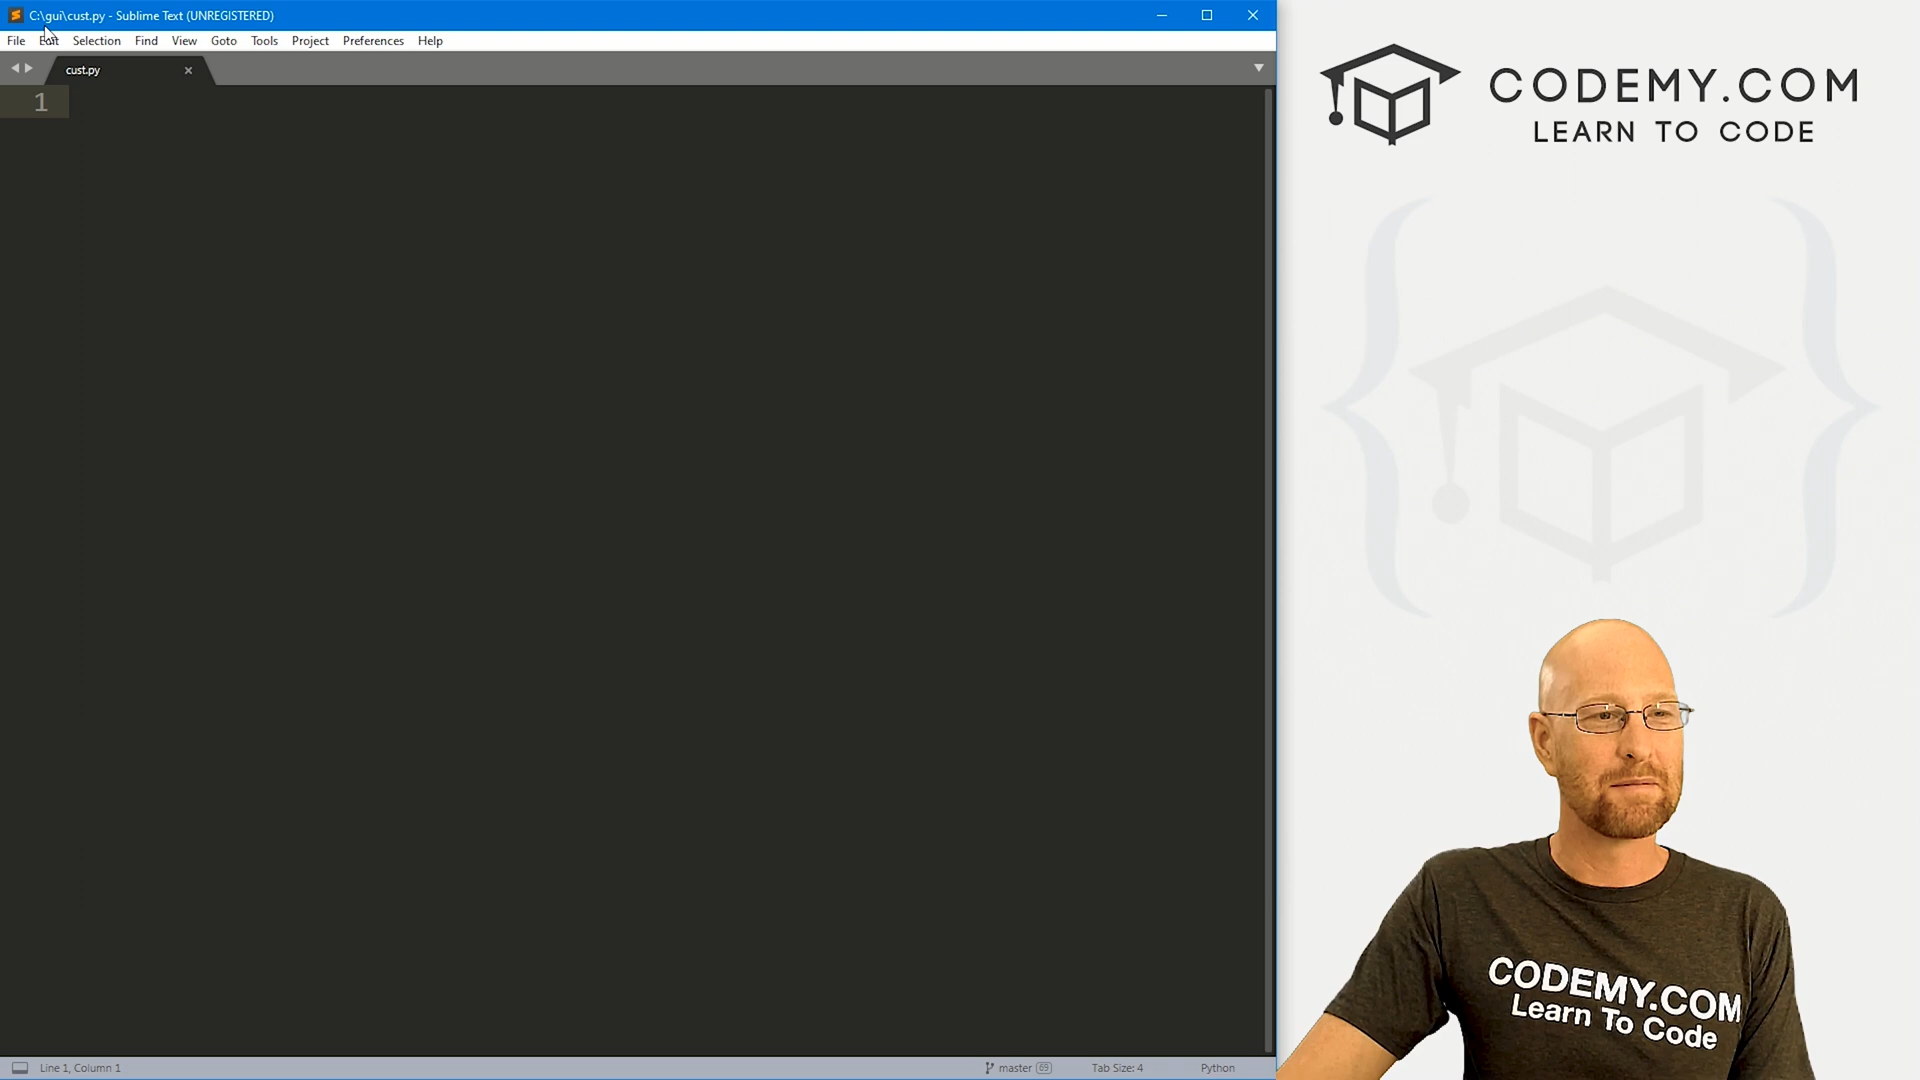 C:\gui\cust.py - Sublime Text (UNREGISTERED)
File Edit Selection Find View Goto Tools Project Preferences Help
cust.py
1
CODEMY.COM
LEARN TO CODE
CODEMY.COM
Learn To Code
Line 1, Column 1
master 69
Tab Size: 4
Python